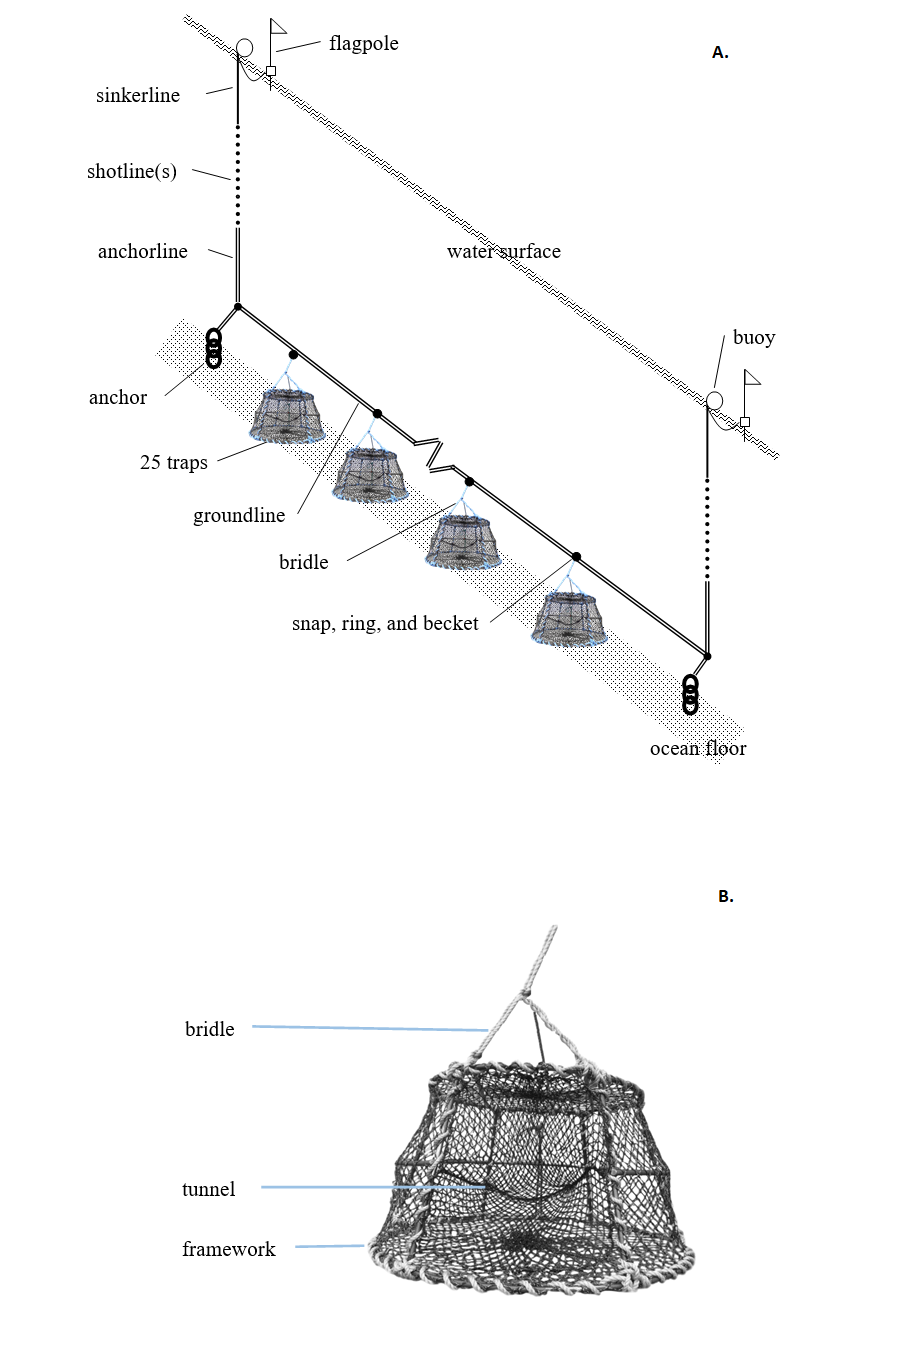 flagpole
A.
sinkerline
shotline(s)
anchorline
water surface
buoy
anchor
25 traps
groundline
bridle
snap, ring, and becket
ocean floor
B.
bridle
tunnel
framework